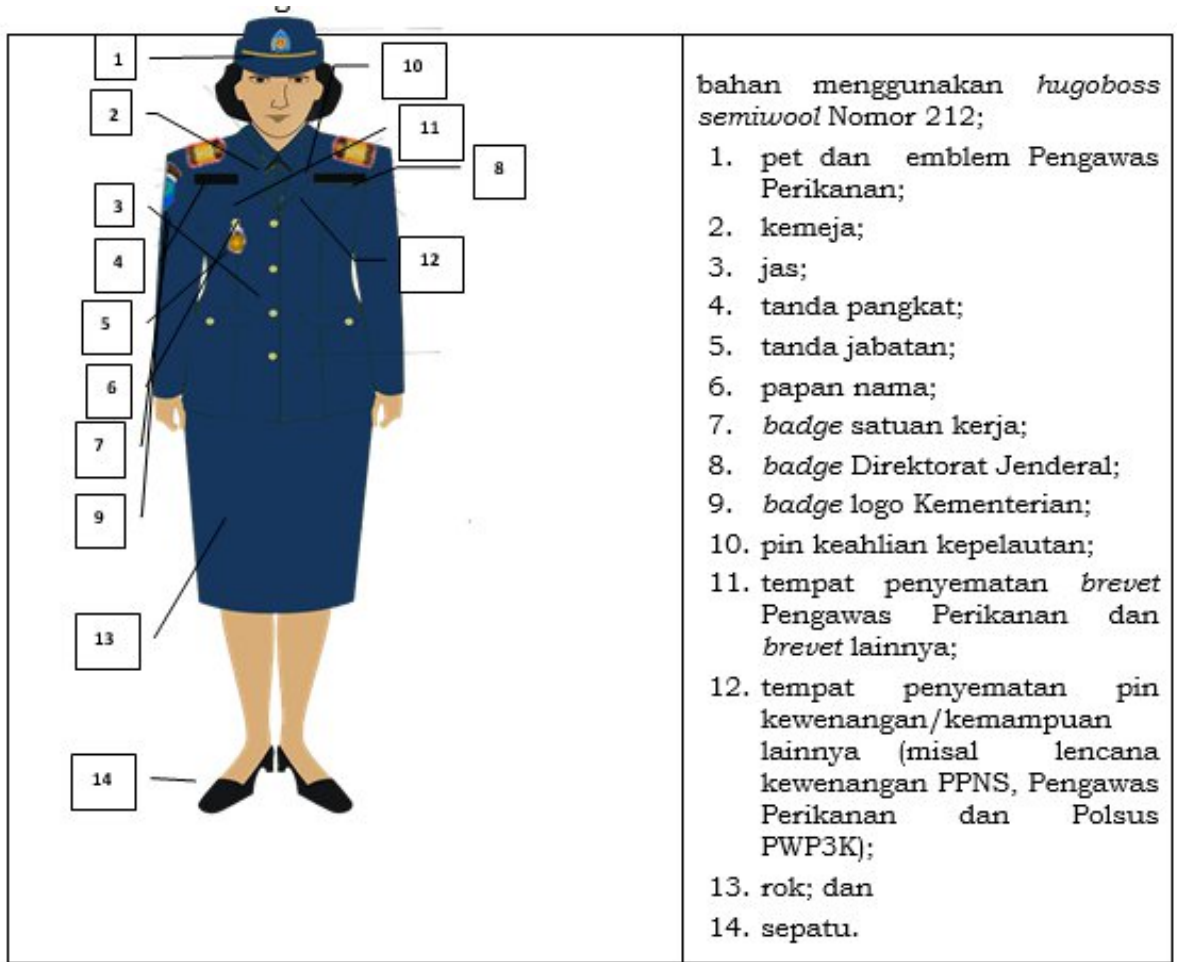 1
10
2
11
8
3
4
12
5
6
7
9
13
14
bahan menggunakan hugoboss
semiwool Nomor 212;
1. pet dan emblem Pengawas
Perikanan;
2. kemeja;
3. jas;
4. tanda pangkat;
5. tanda jabatan;
6. papan nama;
7. badge satuan kerja;
8. badge Direktorat Jenderal;
9. badge logo Kementerian;
10. pin keahlian kepelautan;
11. tempat penyematan brevet
Pengawas Perikanan dan
brevet lainnya;
12. tempat penyematan pin
kewenangan/kemampuan
lainnya (misal lencana
kewenangan PPNS, Pengawas
Perikanan dan Polsus
PWP3K);
13. rok; dan
14. sepatu.